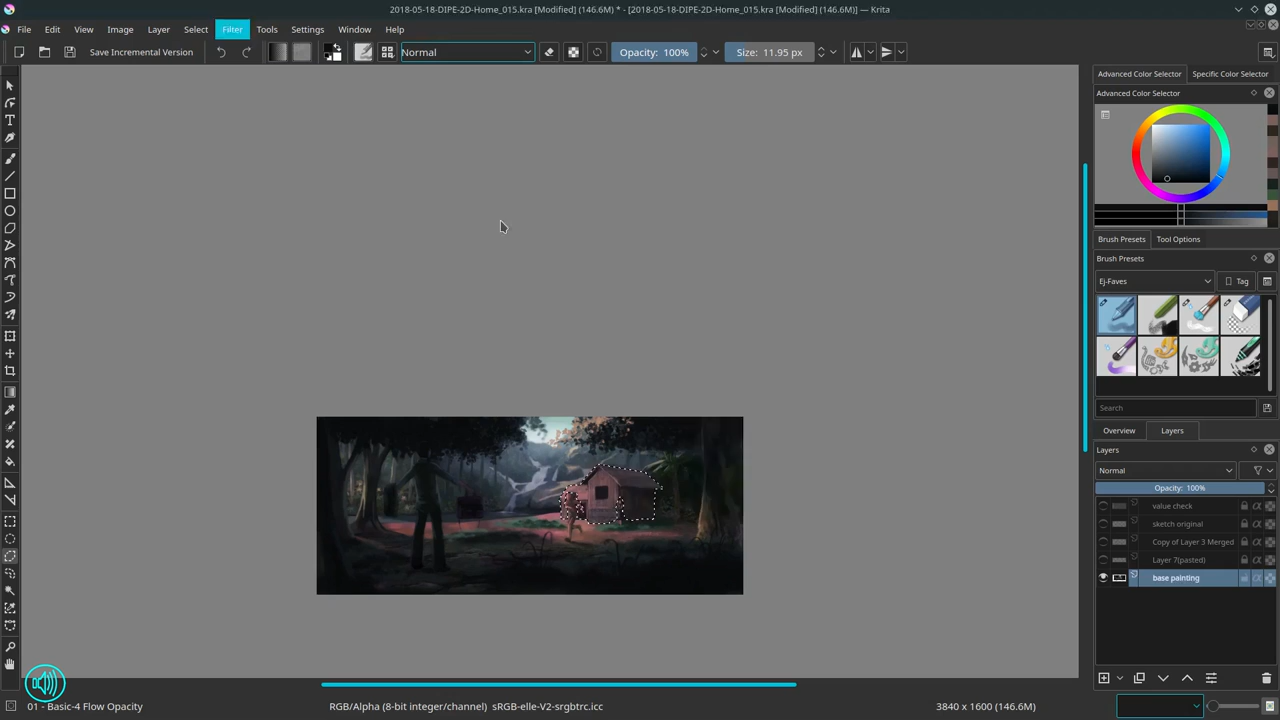 2018-05-18-DIPE-2D-Home_015.kra [Modified] (146.6M) * - [2018-05-18-DIPE-2D-Home_015.kra [Modified] (146.6M)] — Krita
File Edit View Image Layer Select Filter Tools Settings Window Help
Save Incremental Version Normal Opacity: 100% Size: 11.95 px
Advanced Color Selector Specific Color Selector
Advanced Color Selector
Brush Presets Tool Options
Brush Presets
Ej-Faves Tag
Search
Overview Layers
Layers
Normal
Opacity: 100%
value check
sketch original
Copy of Layer 3 Merged
Layer 7(pasted)
base painting
01 - Basic-4 Flow Opacity RGB/Alpha (8-bit integer/channel) sRGB-elle-V2-srgbtrc.icc 3840 x 1600 (146.6M)